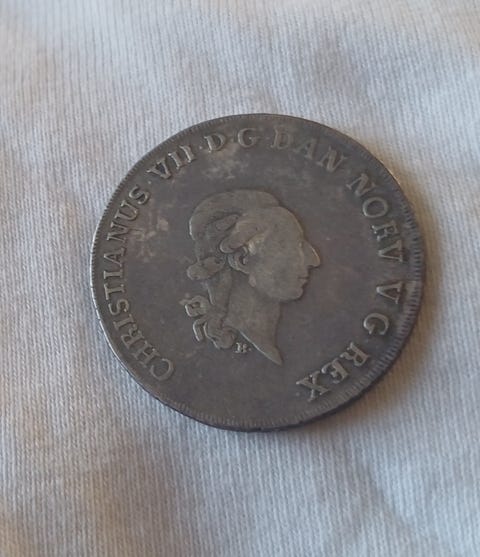 CHRISTIANUS·VII·D·G·DAN NORV V G REX·
B·